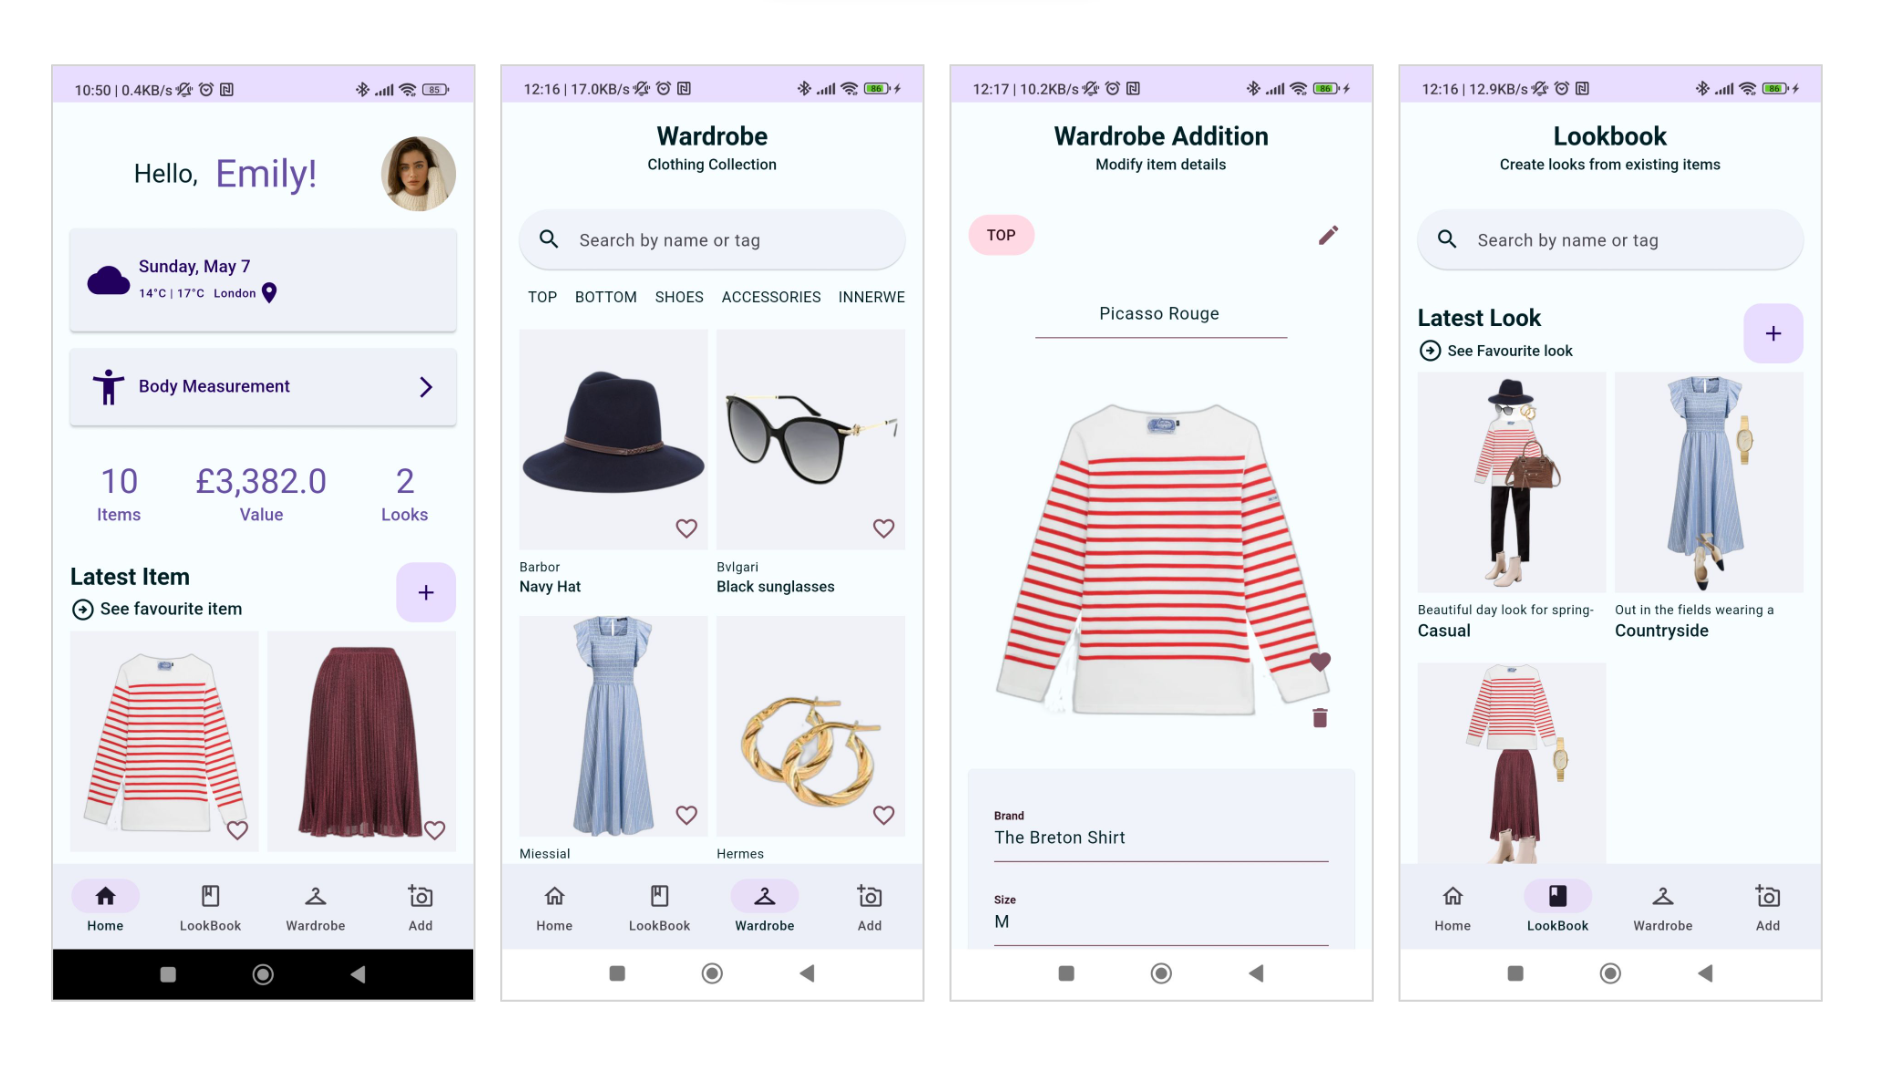 10:50 | 0.4KB/s
85
Hello, Emily!
Sunday, May 7
14°C | 17°C London
Body Measurement
10
Items
£3,382.0
Value
2
Looks
Latest Item
See favourite item
+
Home
LookBook
Wardrobe
Add
12:16 | 17.0KB/s
86
Wardrobe
Clothing Collection
Search by name or tag
TOP BOTTOM SHOES ACCESSORIES INNERWE
Barbor
Navy Hat
Bvlgari
Black sunglasses
Miessial
Hermes
Home
LookBook
Wardrobe
Add
12:17 | 10.2KB/s
86
Wardrobe Addition
Modify item details
TOP
Picasso Rouge
Brand
The Breton Shirt
Size
M
12:16 | 12.9KB/s
86
Lookbook
Create looks from existing items
Search by name or tag
Latest Look
See Favourite look
+
Beautiful day look for spring-
Casual
Out in the fields wearing a
Countryside
Home
LookBook
Wardrobe
Add